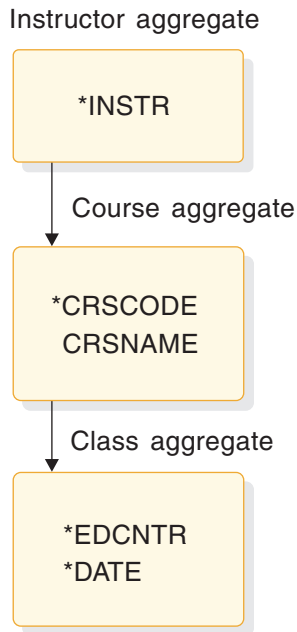 Instructor aggregate
*INSTR
Course aggregate
*CRSCODE
CRSNAME
Class aggregate
*EDCNTR
*DATE